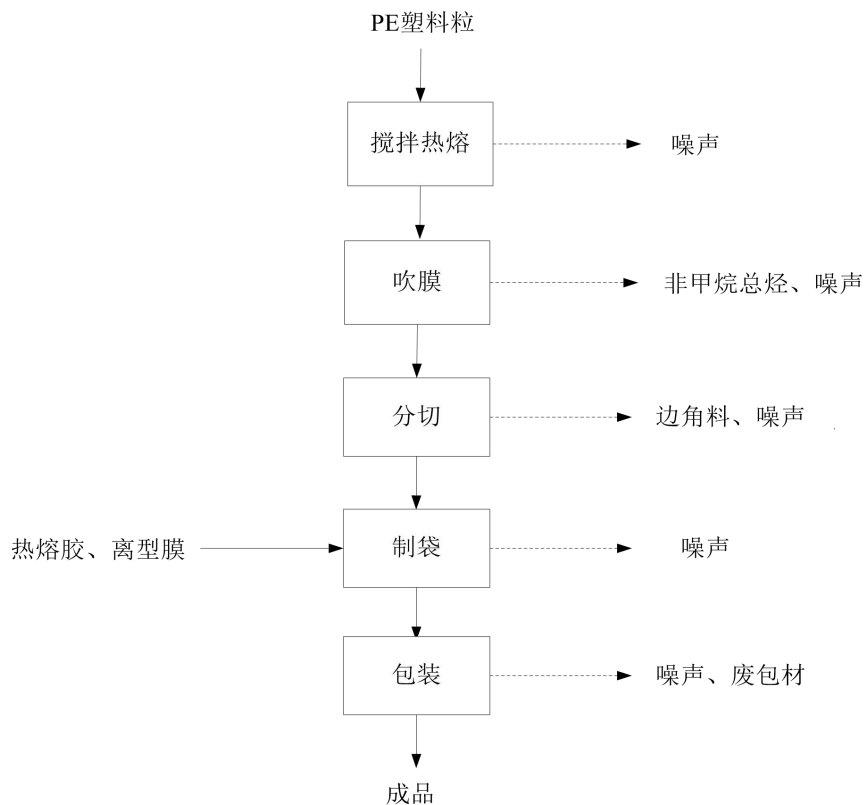 PE塑料粒
搅拌热熔
噪声
吹膜
非甲烷总烃、噪声
分切
边角料、噪声
热熔胶、离型膜
制袋
噪声
包装
噪声、废包材
成品